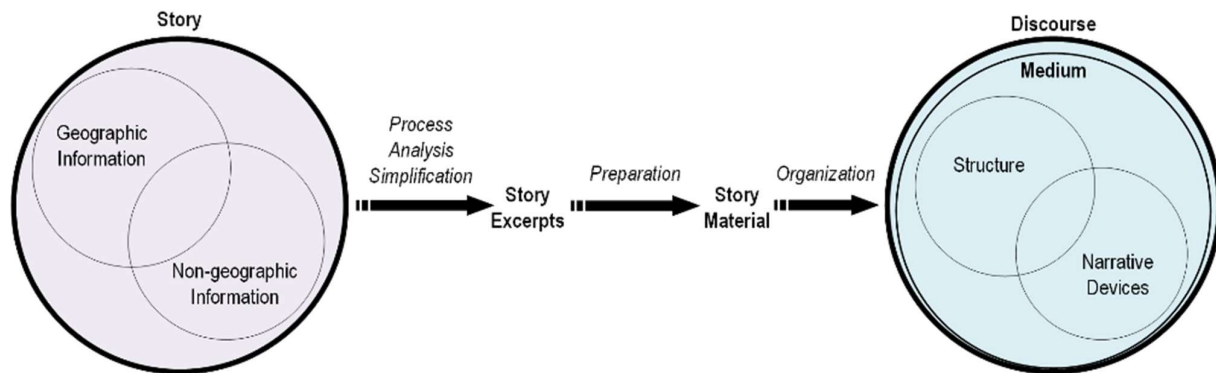 Story
Geographic
Information
Non-geographic
Information
Process
Analysis
Simplification
Story
Excerpts
Preparation
Story
Material
Organization
Discourse
Medium
Structure
Narrative
Devices